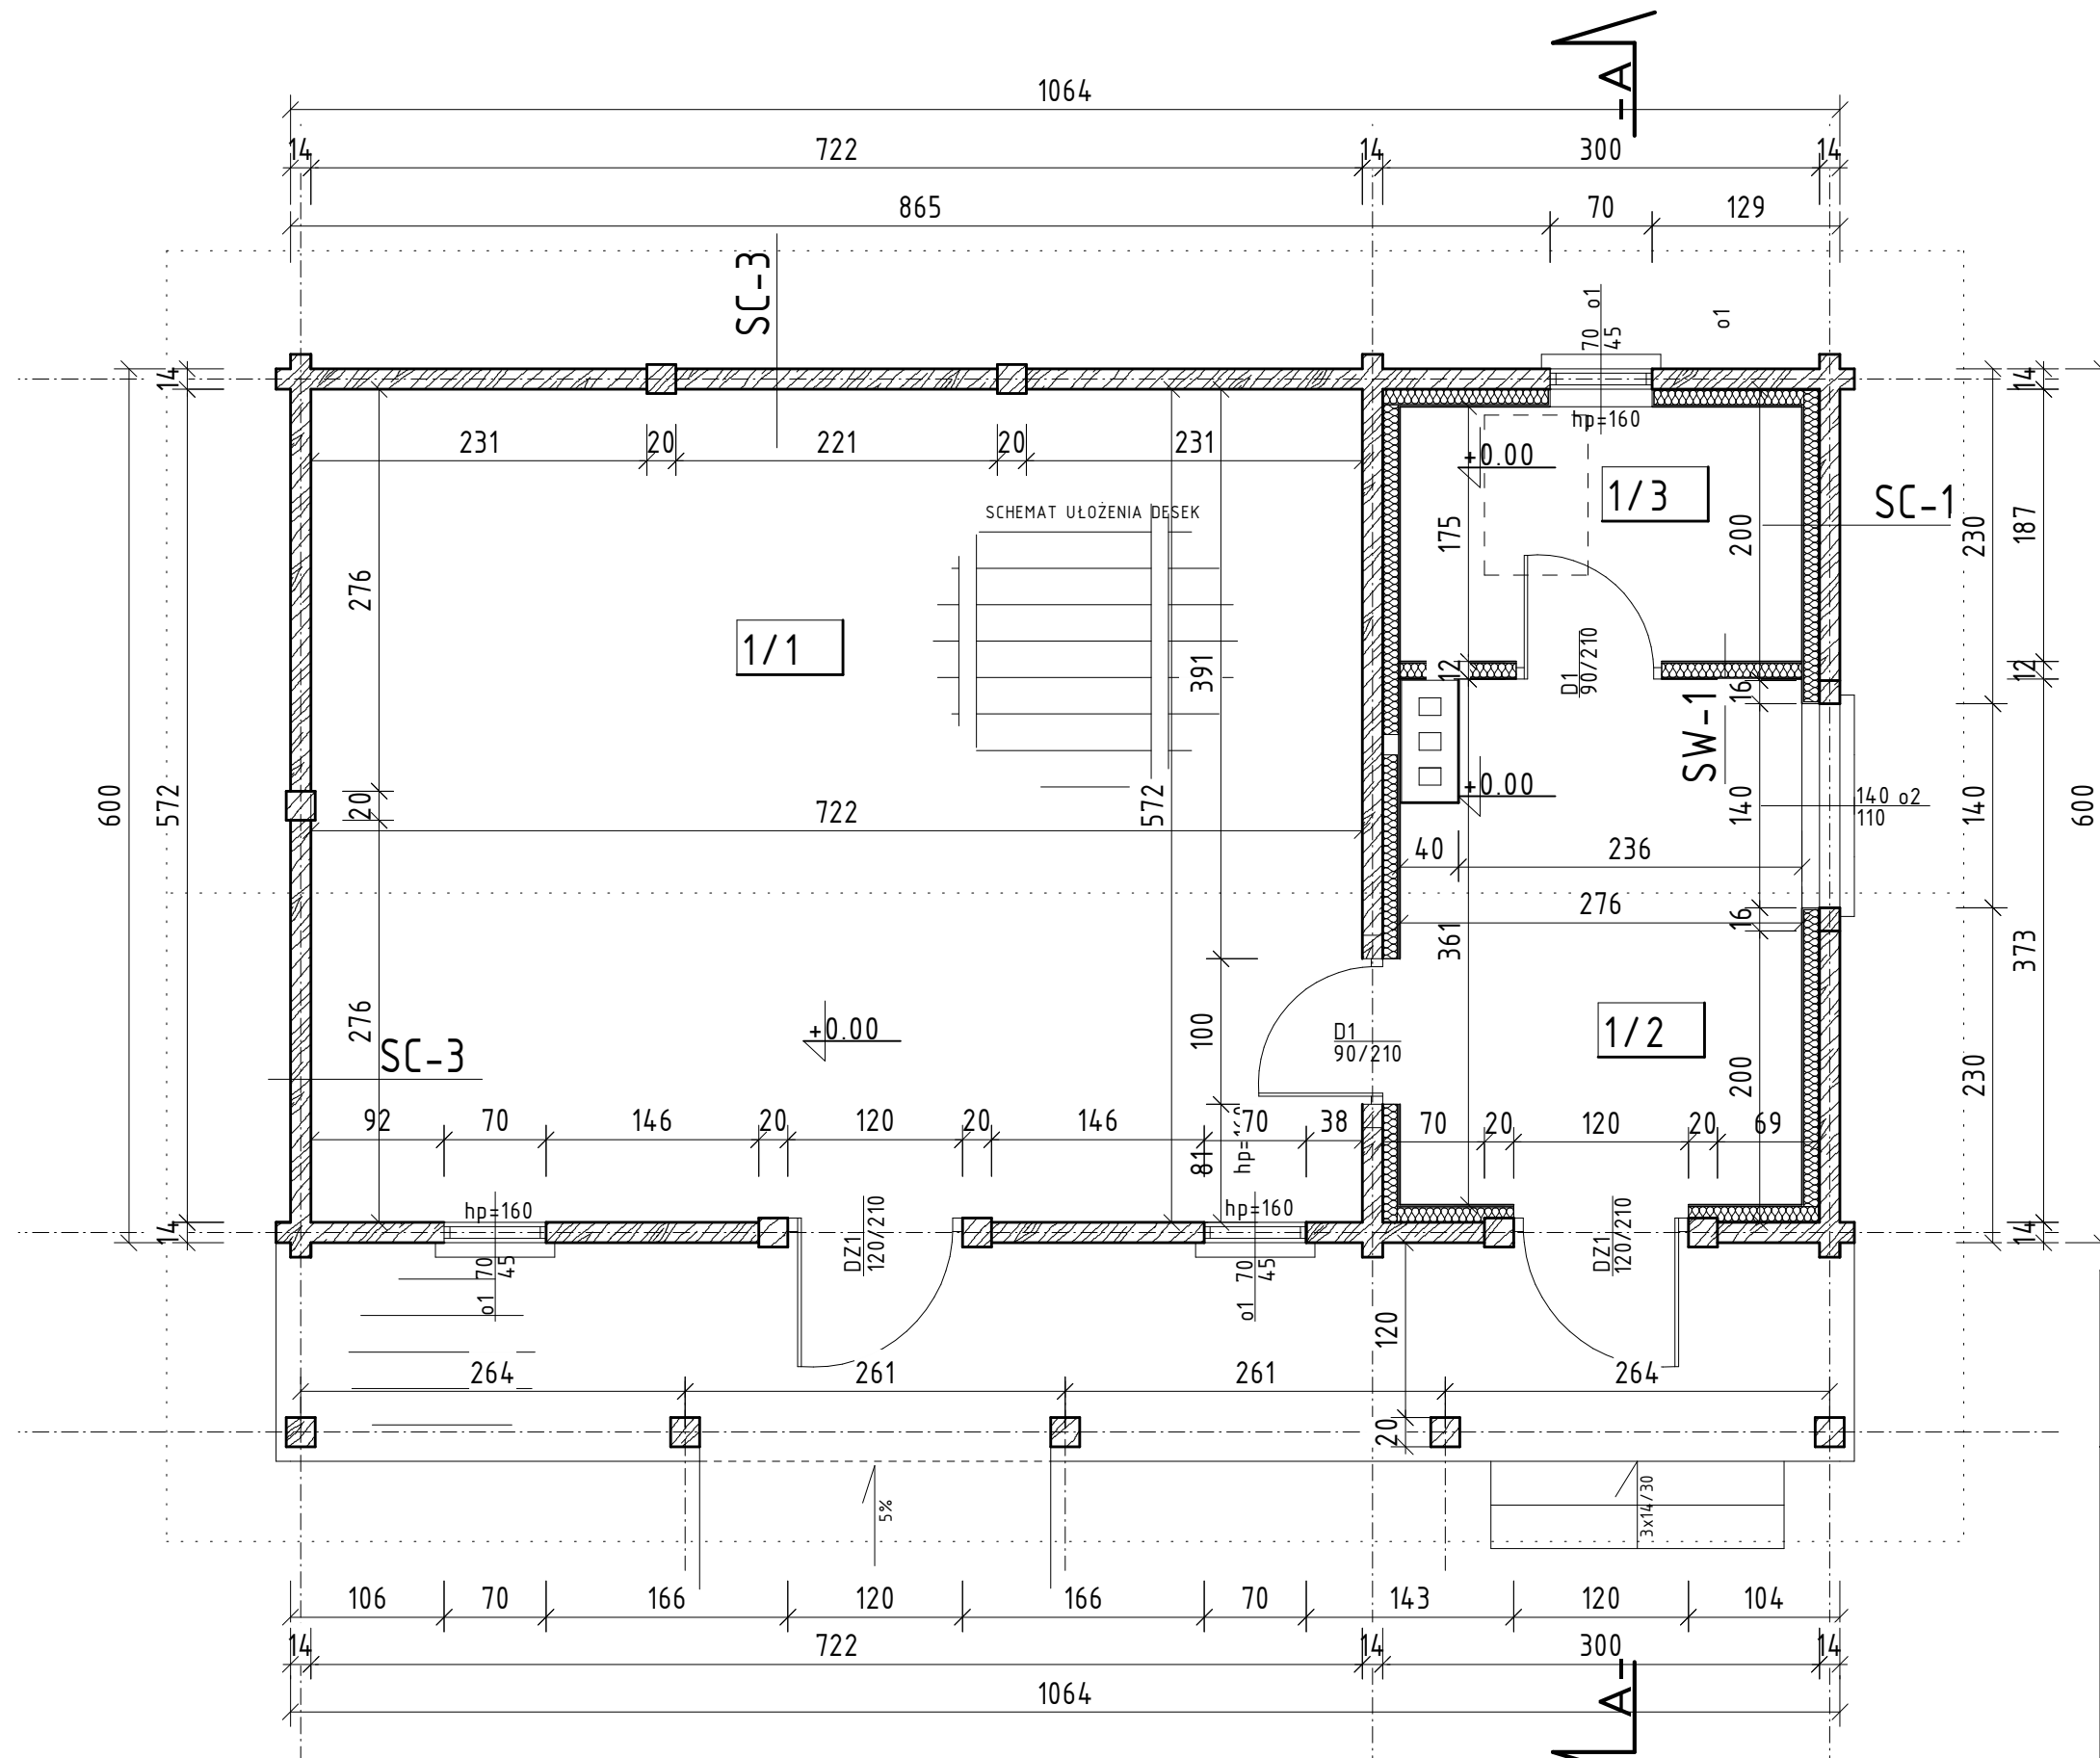 -A
1064
14 722 14 300 14
865 70 129
SC-3
o1
70
45
o1
14
14
hp=160
231 20 221 20 231
+0.00
1/3
SC-1
SCHEMAT UŁOŻENIA DESEK
175
200
230
187
276
1/1
391
12
D1
90/210
16
12
SW-1
600
572
20
572
722
+0.00
140
140 o2
110
140
600
40 236
276
16
361
373
276
SC-3
+0.00
100
D1
90/210
1/2
200
230
92 70 146 20 120 20 146 70 38 70 20 120 20 69
81
hp=160
hp=160
14
14
o1
70
45
DZ1
120/210
o1
70
45
DZ1
120/210
120
264 261 261 264
20
5%
3x14/30
106 70 166 120 166 70 143 120 104
14 722 14 300 14
1064
A-